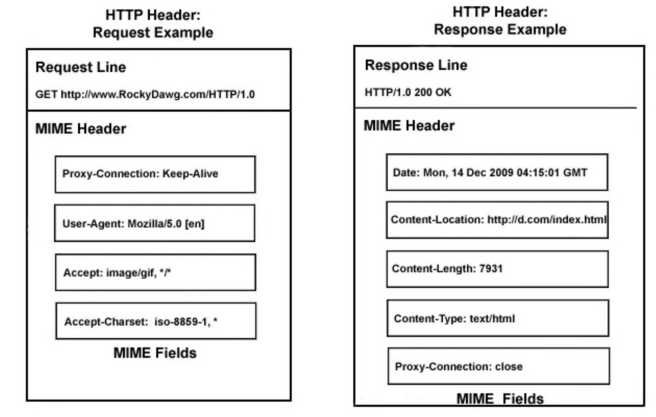 HTTP Header:
Request Example
Request Line
GET http://www.RockyDawg.com/HTTP/1.0
MIME Header
Proxy-Connection: Keep-Alive
User-Agent: Mozilla/5.0 [en]
Accept: image/gif, */*
Accept-Charset: iso-8859-1, *
MIME Fields
HTTP Header:
Response Example
Response Line
HTTP/1.0 200 OK
MIME Header
Date: Mon, 14 Dec 2009 04:15:01 GMT
Content-Location: http://d.com/index.html
Content-Length: 7931
Content-Type: text/html
Proxy-Connection: close
MIME Fields